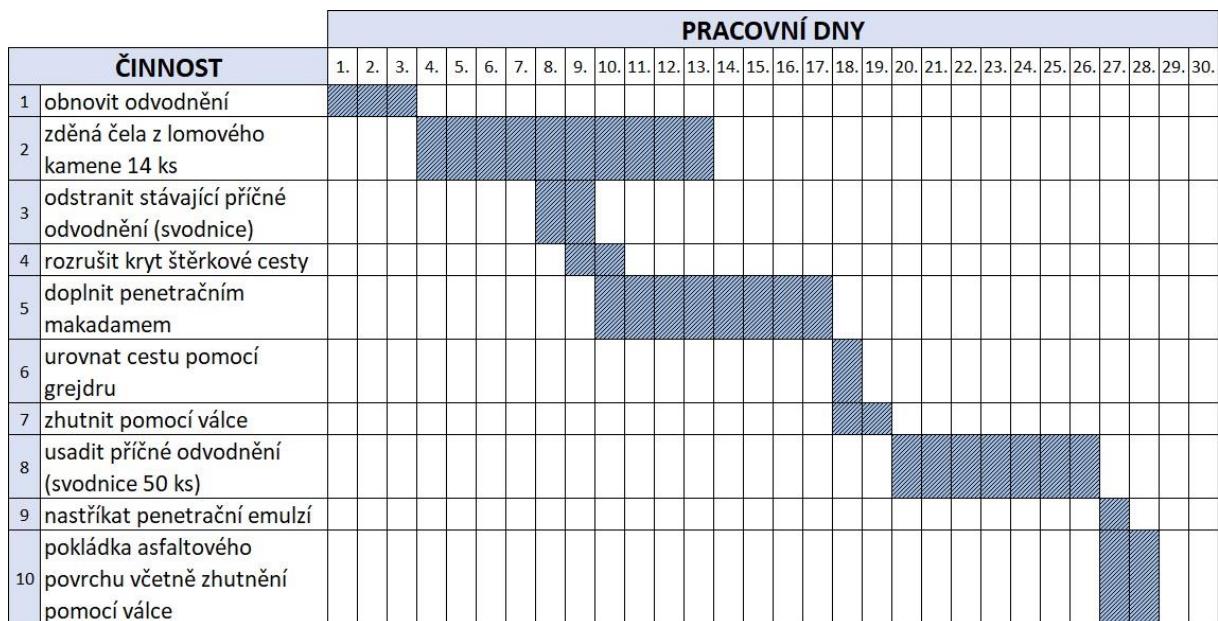 PRACOVNÍ DNY
ČINNOST 1. 2. 3. 4. 5. 6. 7. 8. 9. 10. 11. 12. 13. 14. 15. 16. 17. 18. 19. 20. 21. 22. 23. 24. 25. 26. 27. 28. 29. 30.
1 obnovit odvodnění
2 zděná čela z lomového
kamene 14 ks
3 odstranit stávající příčné
odvodnění (svodnice)
4 rozrušit kryt štěrkové cesty
5 doplnit penetračním
makadamem
6 urovnat cestu pomocí
grejdru
7 zhutnit pomocí válce
8 usadit příčné odvodnění
(svodnice 50 ks)
9 nastříkat penetrační emulzí
pokládka asfaltového
10 povrchu včetně zhutnění
pomocí válce